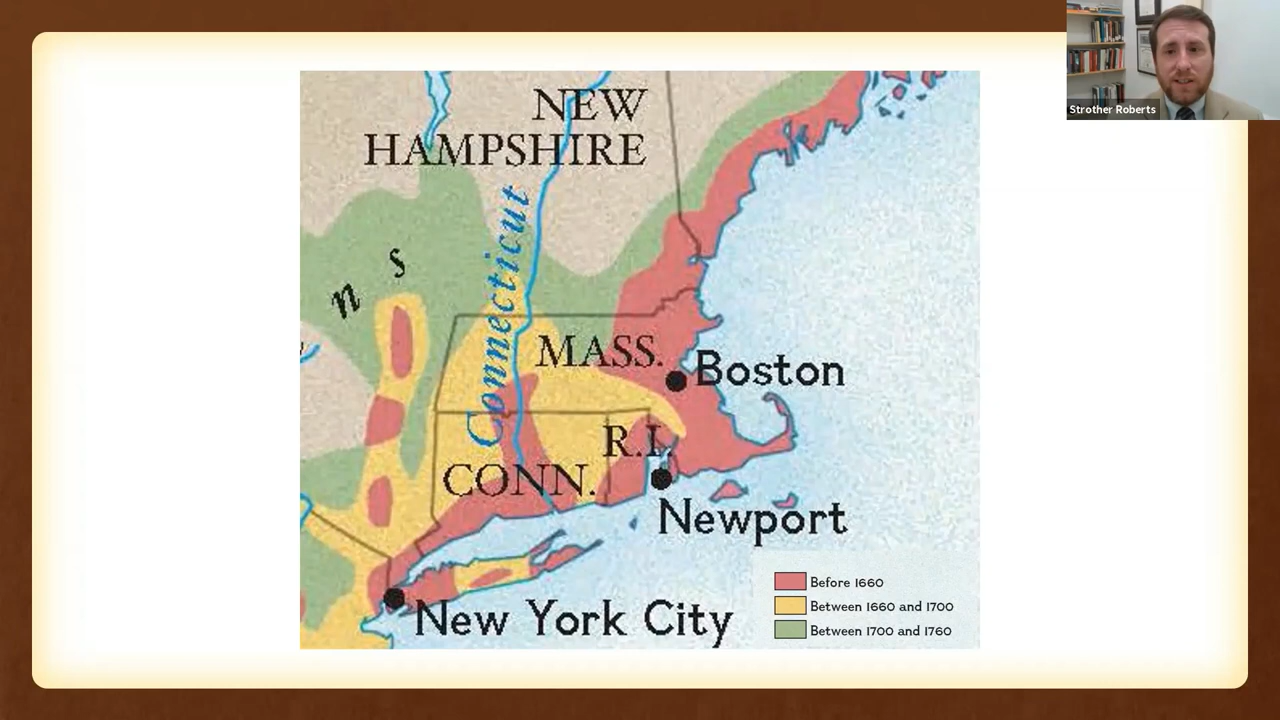 Strother Roberts
NEW
HAMPSHIRE
Connecticut
n s
MASS.
Boston
R.I.
CONN.
Newport
New York City
Before 1660
Between 1660 and 1700
Between 1700 and 1760